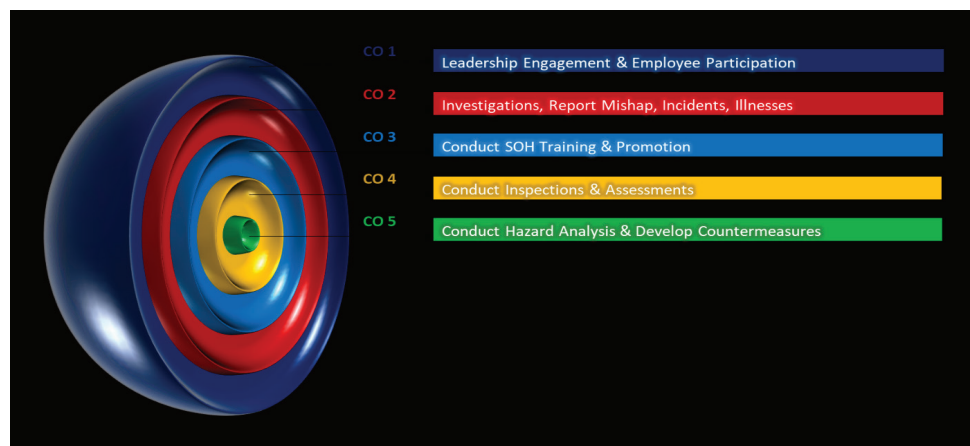 CO 1
Leadership Engagement & Employee Participation
CO 2
Investigations, Report Mishap, Incidents, Illnesses
CO 3
Conduct SOH Training & Promotion
CO 4
Conduct Inspections & Assessments
CO 5
Conduct Hazard Analysis & Develop Countermeasures